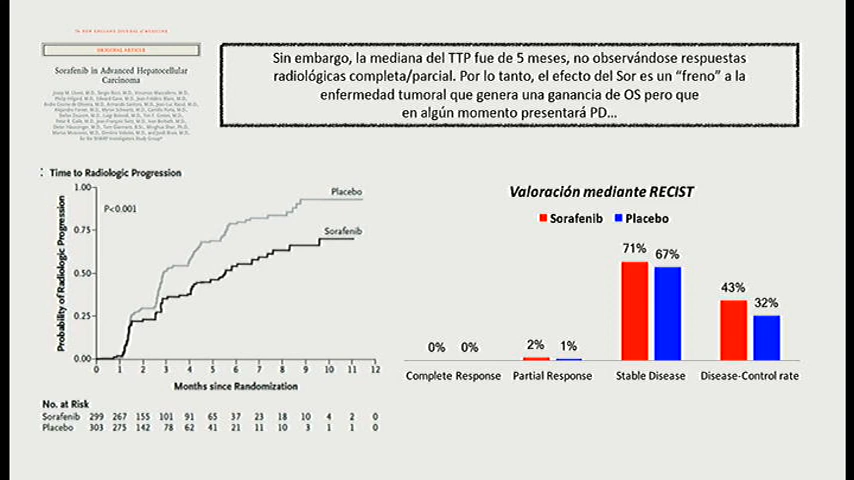 The NEW ENGLAND JOURNAL of MEDICINE
ORIGINAL ARTICLE
Sorafenib in Advanced Hepatocellular
Carcinoma
Sin embargo, la mediana del TTP fue de 5 meses, no observándose respuestas
radiológicas completa/parcial. Por lo tanto, el efecto del Sor es un “freno” a la
enfermedad tumoral que genera una ganancia de OS pero que
en algún momento presentará PD...
: Time to Radiologic Progression
Probability of Radiologic Progression
1.00
0.75
0.50
0.25
0.00
P<0.001
Placebo
Sorafenib
0 1 2 3 4 5 6 7 8 9 10 11 12
Months since Randomization
No. at Risk
Sorafenib 299 267 155 101 91 65 37 23 18 10 4 2 0
Placebo 303 275 142 78 62 41 21 11 10 3 1 1 0
Valoración mediante RECIST
Sorafenib Placebo
0% 0% 2% 1% 71% 67% 43% 32%
Complete Response Partial Response Stable Disease Disease-Control rate